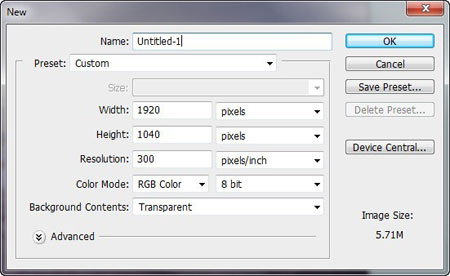 New
Name: Untitled-1
OK
Preset: Custom
Cancel
Size:
Save Preset...
Width: 1920 pixels
Delete Preset...
Height: 1040 pixels
Resolution: 300 pixels/inch
Device Central...
Color Mode: RGB Color 8 bit
Background Contents: Transparent
Image Size:
Advanced
5.71M